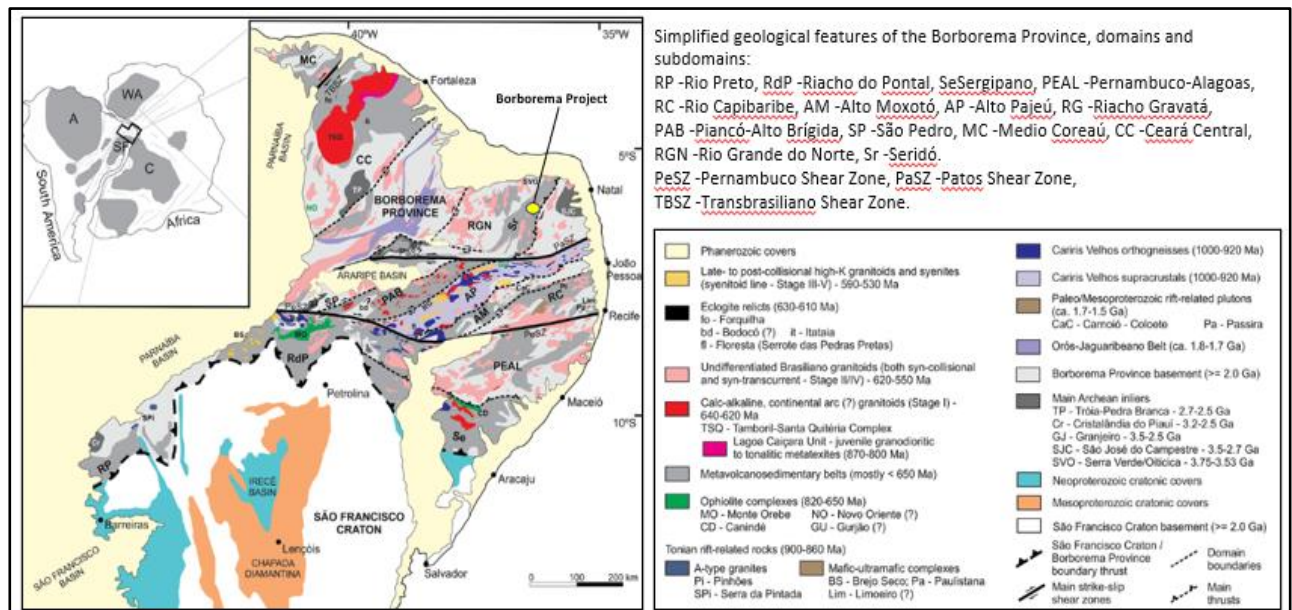 40°W
35°W
MC
TBSZ
Fortaleza
WA
A
SF
C
South America
Africa
PARNAÍBA BASIN
TSQ
CC
TP
NO
Borborema Project
5°S
SVO
Natal
SJC
BORBOREMA
PROVINCE
RGN
Sr
PaSZ
João
Pessoa
ARARIPE BASIN
SP
PAB
AP
AM
RC
Recife
PeSZ
BS
MO
RdP
PEAL
PARNAÍBA
BASIN
Petrolina
Maceió
CD
10°S
SPi
Se
Cr
RP
Aracaju
IRECÊ
BASIN
SÃO FRANCISCO
CRATON
Barreiras
Lençóis
SÃO FRANCISCO
BASIN
CHAPADA
DIAMANTINA
Salvador
0 100 200 km
Simplified geological features of the Borborema Province, domains and
subdomains:
RP -Rio Preto, RdP -Riacho do Pontal, SeSergipano, PEAL -Pernambuco-Alagoas,
RC -Rio Capibaribe, AM -Alto Moxotó, AP -Alto Pajeú, RG -Riacho Gravatá,
PAB -Piancó-Alto Brígida, SP -São Pedro, MC -Medio Coreaú, CC -Ceará Central,
RGN -Rio Grande do Norte, Sr -Seridó.
PeSZ -Pernambuco Shear Zone, PaSZ -Patos Shear Zone,
TBSZ -Transbrasiliano Shear Zone.
Phanerozoic covers
Late- to post-collisional high-K granitoids and syenites
(syenitoid line - Stage III-V) - 590-530 Ma
Eclogite relicts (630-610 Ma)
fo - Forquilha
bd - Bodocó (?) it - Itataia
fl - Floresta (Serrote das Pedras Pretas)
Undifferentiated Brasiliano granitoids (both syn-collisional
and syn-transcurrent - Stage II/IV) - 620-550 Ma
Calc-alkaline, continental arc (?) granitoids (Stage I) -
640-620 Ma
TSQ - Tamboril-Santa Quitéria Complex
Lagoa Caiçara Unit - juvenile granodioritic
to tonalitic metatexites (870-800 Ma)
Metavolcanosedimentary belts (mostly < 650 Ma)
Ophiolite complexes (820-650 Ma)
MO - Monte Orebe NO - Novo Oriente (?)
CD - Canindé GU - Gurjão (?)
Tonian rift-related rocks (900-860 Ma)
A-type granites
Pi - Pinhões
SPi - Serra da Pintada
Mafic-ultramafic complexes
BS - Brejo Seco; Pa - Paulistana
Lim - Limoeiro (?)
Cariris Velhos orthogneisses (1000-920 Ma)
Cariris Velhos supracrustals (1000-920 Ma)
Paleo/Mesoproterozoic rift-related plutons
(ca. 1.7-1.5 Ga)
Pa - Passira
Orós-Jaguaribeano Belt (ca. 1.8-1.7 Ga)
Borborema Province basement (>= 2.0 Ga)
Main Archean inliers
TP - Tróia-Pedra Branca - 2.7-2.5 Ga
Cr - Cristalândia do Piauí - 3.2-2.5 Ga
GJ - Granjeiro - 3.5-2.5 Ga
SJC - São José do Campestre - 3.5-2.7 Ga
SVO - Serra Verde/Oiticica - 3.75-3.53 Ga
Neoproterozoic cratonic covers
Mesoproterozoic cratonic covers
São Francisco Craton basement (>= 2.0 Ga)
São Francisco Craton /
Borborema Province
boundary thrust
Domain
boundaries
Main strike-slip
shear zones
Main
thrusts